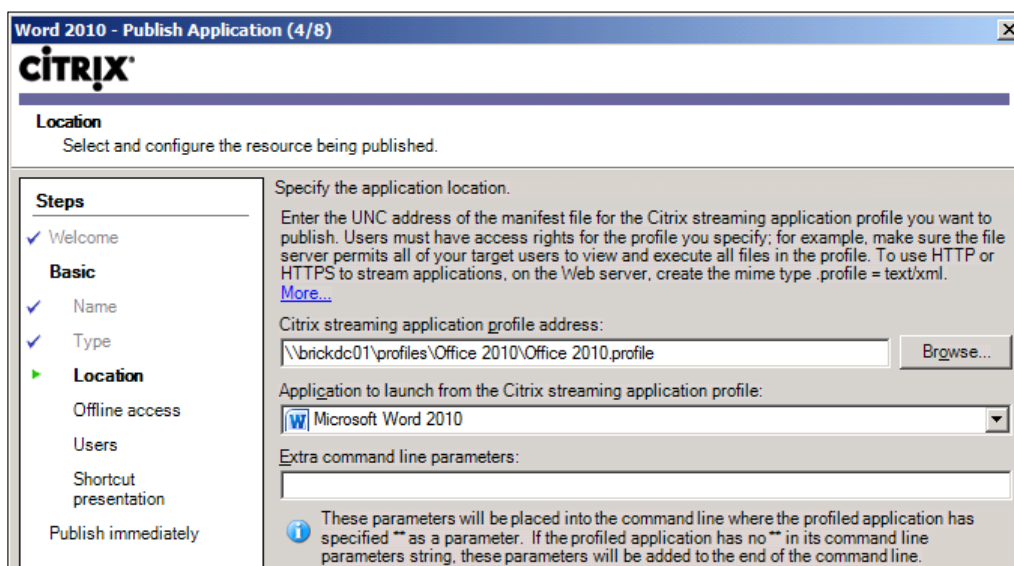 Word 2010 - Publish Application (4/8)
CİTRIX
Location
Select and configure the resource being published.
Steps
Welcome
Basic
Name
Type
Location
Offline access
Users
Shortcut
presentation
Publish immediately
Specify the application location.
Enter the UNC address of the manifest file for the Citrix streaming application profile you want to
publish. Users must have access rights for the profile you specify; for example, make sure the file
server permits all of your target users to view and execute all files in the profile. To use HTTP or
HTTPS to stream applications, on the Web server, create the mime type .profile = text/xml.
More...
Citrix streaming application profile address:
\\brickdc01\profiles\Office 2010\Office 2010.profile
Browse...
Application to launch from the Citrix streaming application profile:
Microsoft Word 2010
Extra command line parameters:
These parameters will be placed into the command line where the profiled application has
specified ** as a parameter. If the profiled application has no ** in its command line
parameters string, these parameters will be added to the end of the command line.